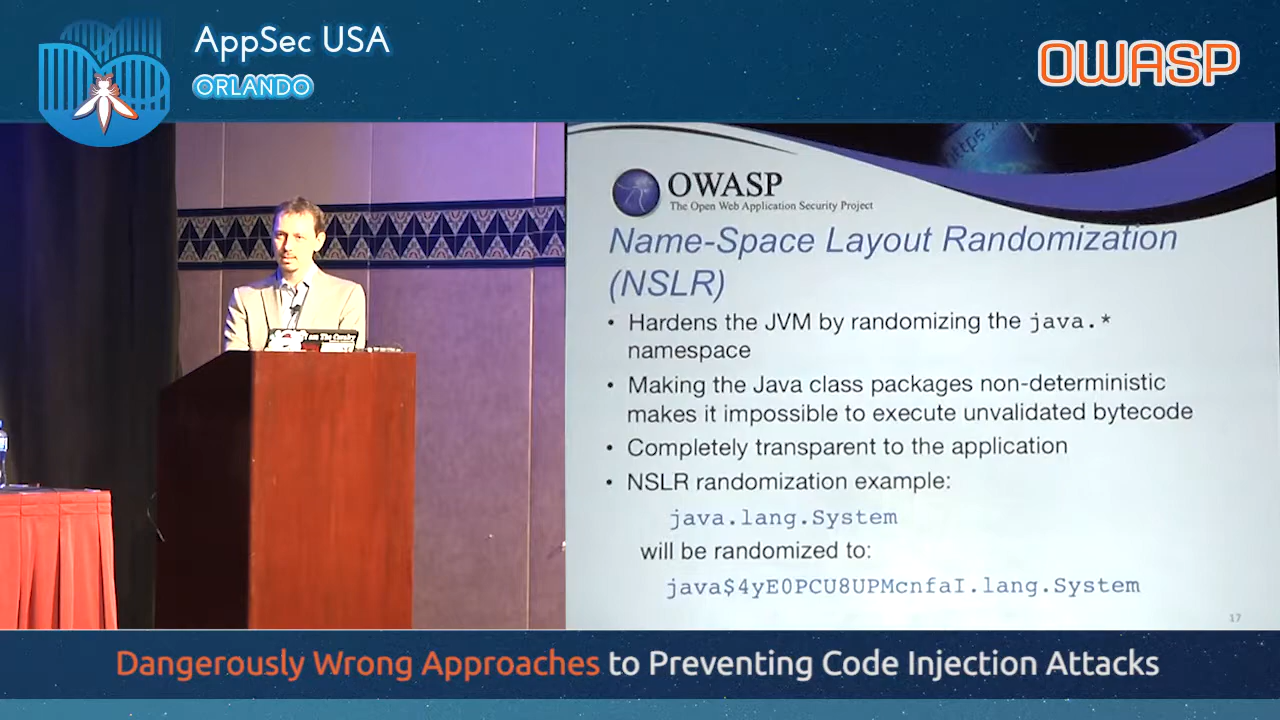 AppSec USA
ORLANDO
OWASP
https:
OWASP
The Open Web Application Security Project
Name-Space Layout Randomization
(NSLR)
• Hardens the JVM by randomizing the java.*
namespace
• Making the Java class packages non-deterministic
makes it impossible to execute unvalidated bytecode
• Completely transparent to the application
• NSLR randomization example:
java.lang.System
will be randomized to:
java$4yE0PCU8UPMcnfaI.lang.System
17
Dangerously Wrong Approaches to Preventing Code Injection Attacks